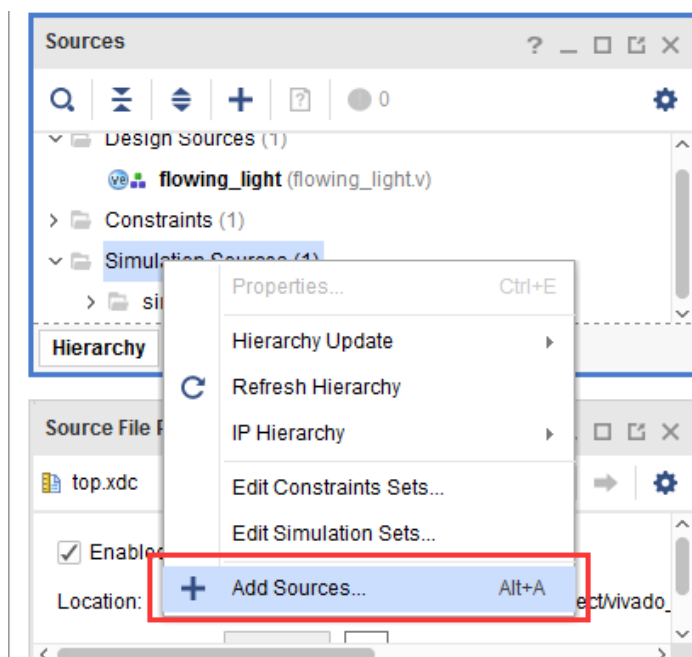 Sources
0
Design Sources (1)
flowing_light (flowing_light.v)
Constraints (1)
Simulation Sources (1)
Properties... Ctrl+E
Hierarchy Update
Hierarchy
Refresh Hierarchy
Source File
IP Hierarchy
top.xdc
Edit Constraints Sets...
Edit Simulation Sets...
Enabled
Add Sources... Alt+A
Location:
ect/vivado_